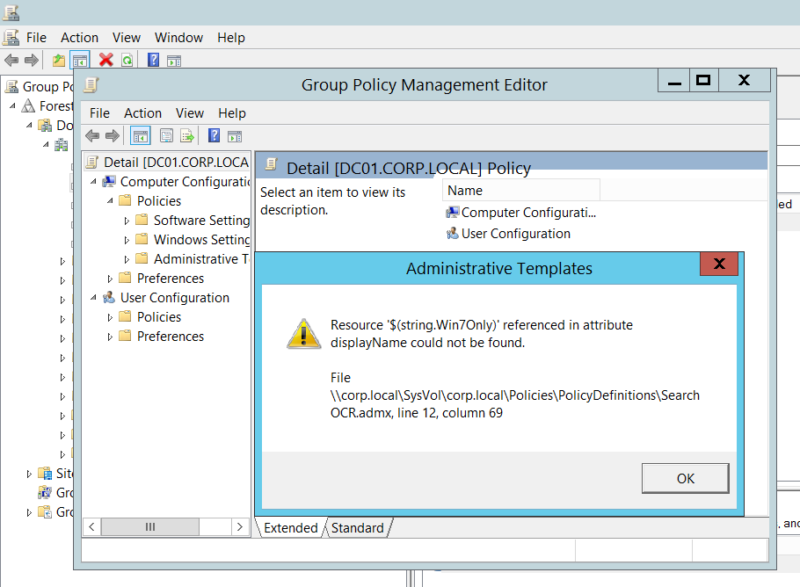 File Action View Window Help
Group Po
Forest
Do
Site
Gro
Gro
Group Policy Management Editor
File Action View Help
Detail [DC01.CORP.LOCA
Computer Configuratio
Policies
Software Setting
Windows Setting
Administrative T
Preferences
User Configuration
Policies
Preferences
Detail [DC01.CORP.LOCAL] Policy
Select an item to view its
description.
Name
Computer Configurati...
User Configuration
Administrative Templates
X
Resource '$(string.Win7Only)' referenced in attribute
displayName could not be found.
File
\\corp.local\SysVol\corp.local\Policies\PolicyDefinitions\Search
OCR.admx, line 12, column 69
OK
Extended Standard
ed
, and